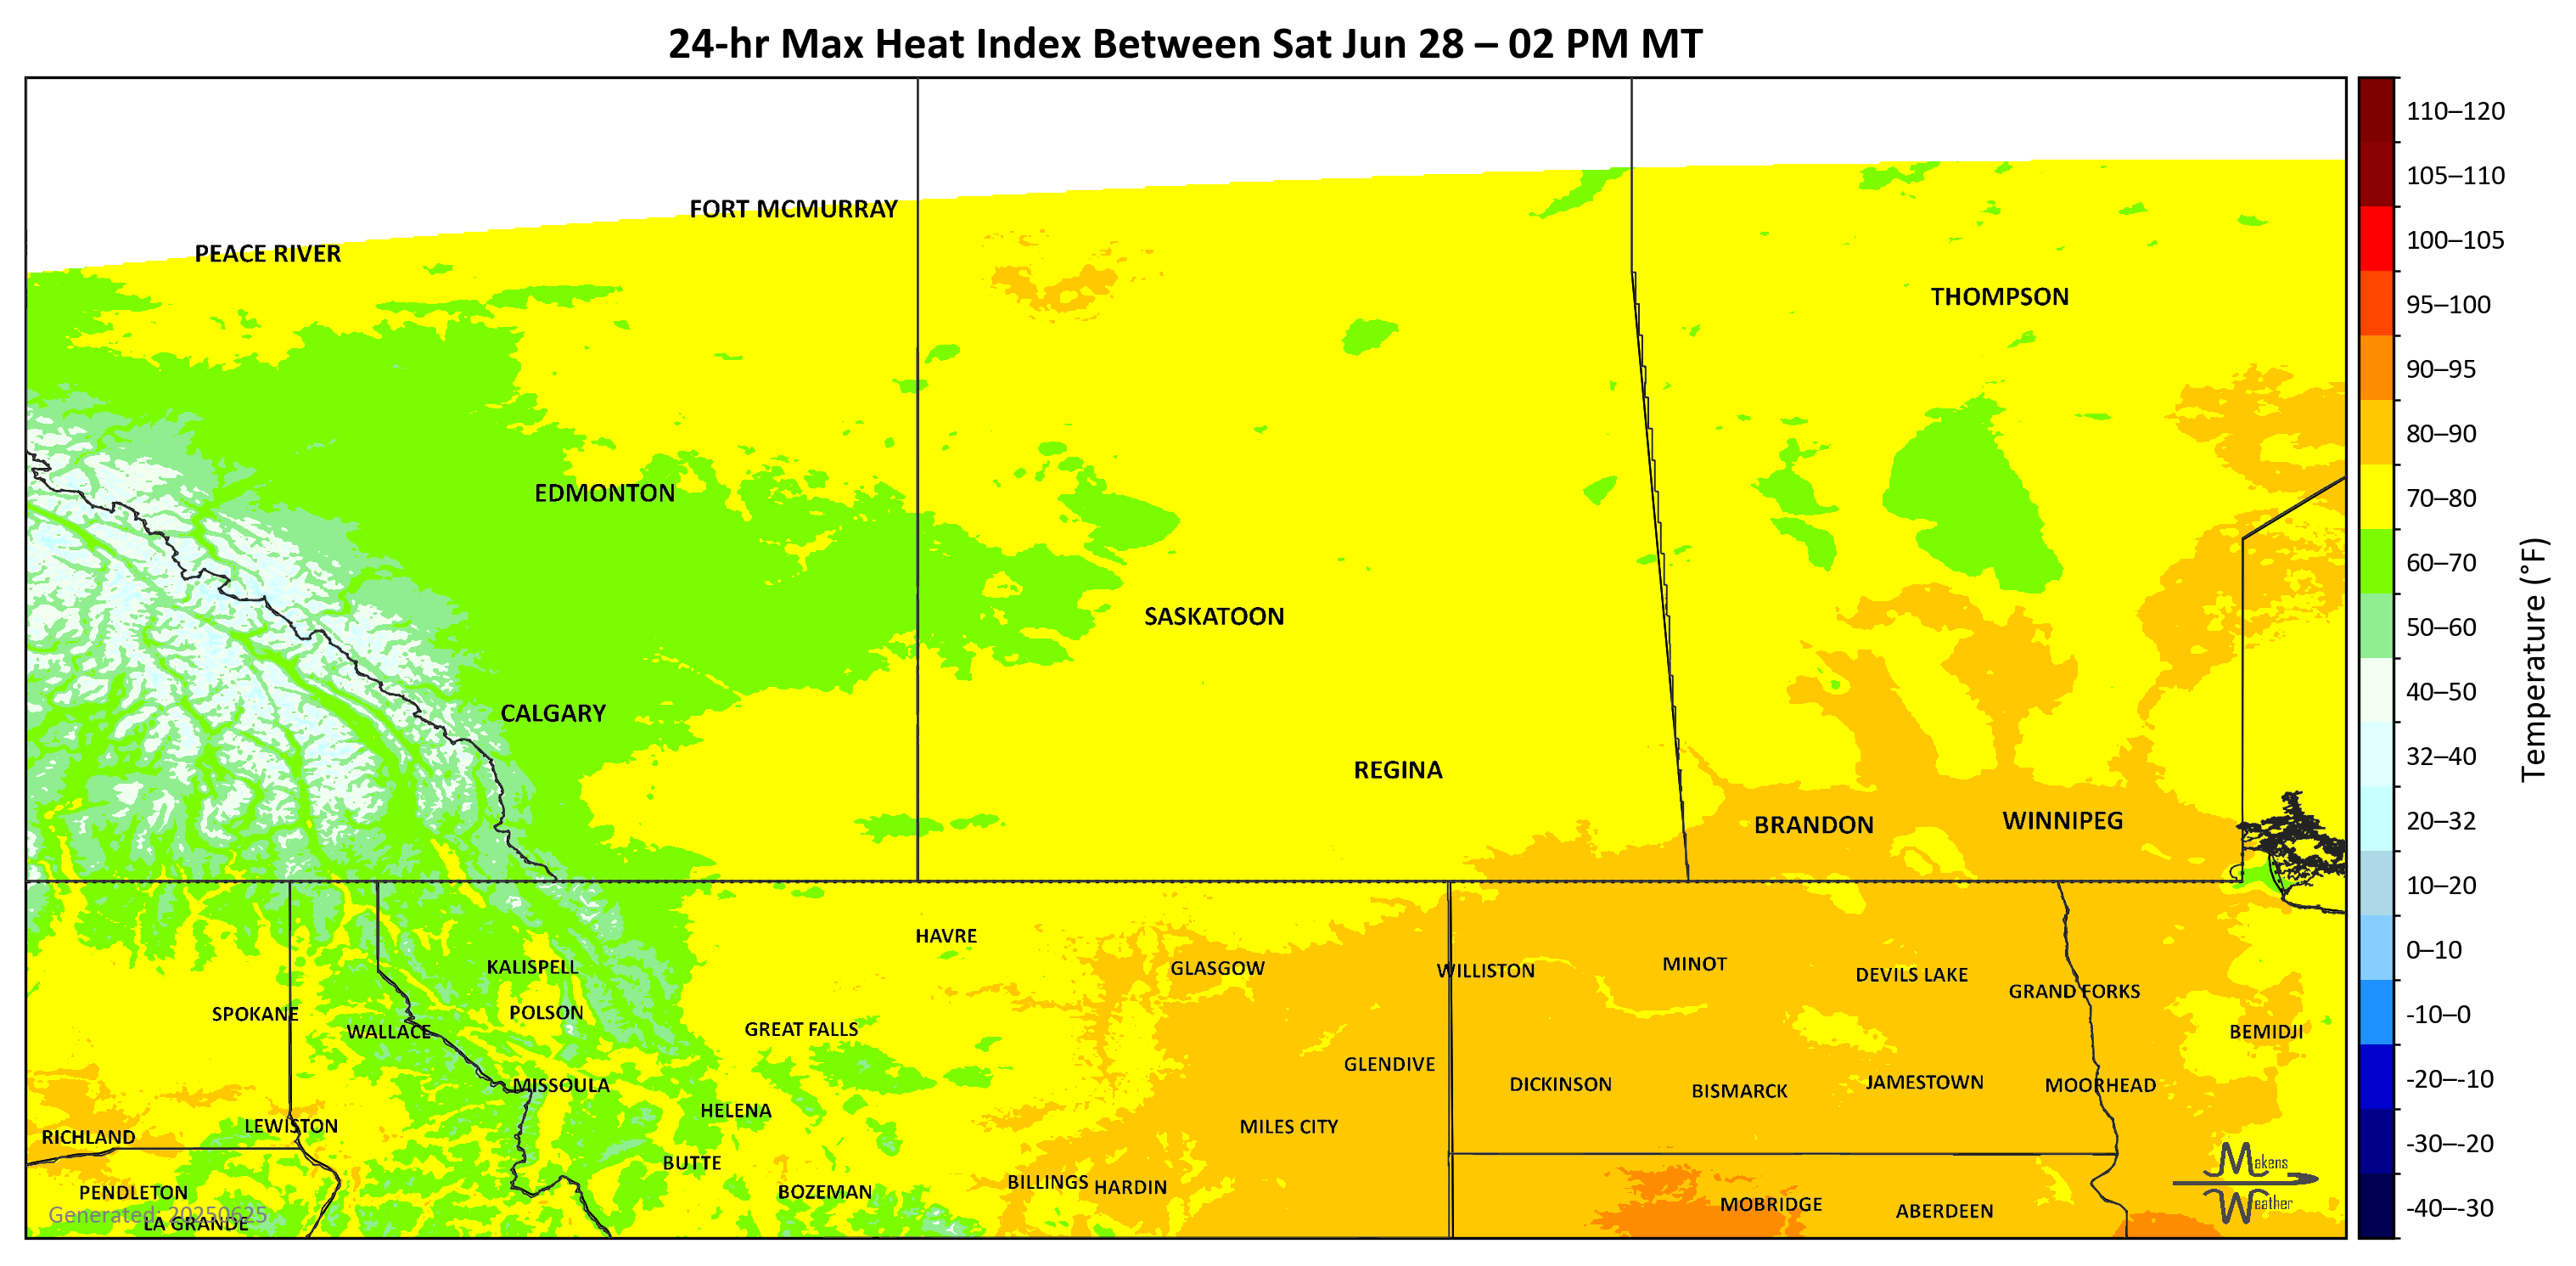 24-hr Max Heat Index Between Sat Jun 28 – 02 PM MT
FORT MCMURRAY
PEACE RIVER
THOMPSON
EDMONTON
SASKATOON
CALGARY
REGINA
BRANDON
WINNIPEG
HAVRE
KALISPELL
GLASGOW
WILLISTON
MINOT
DEVILS LAKE
GRAND FORKS
SPOKANE
POLSON
WALLACE
GREAT FALLS
BEMIDJI
GLENDIVE
MISSOULA
DICKINSON
BISMARCK
JAMESTOWN
MOORHEAD
HELENA
LEWISTON
MILES CITY
RICHLAND
BUTTE
PENDLETON
BOZEMAN
BILLINGS
HARDIN
MOBRIDGE
ABERDEEN
Generated: 20250625
LA GRANDE
Makens
Weather
110–120
105–110
100–105
95–100
90–95
80–90
70–80
60–70
50–60
40–50
32–40
20–32
10–20
0–10
-10–0
-20–-10
-30–-20
-40–-30
Temperature (°F)